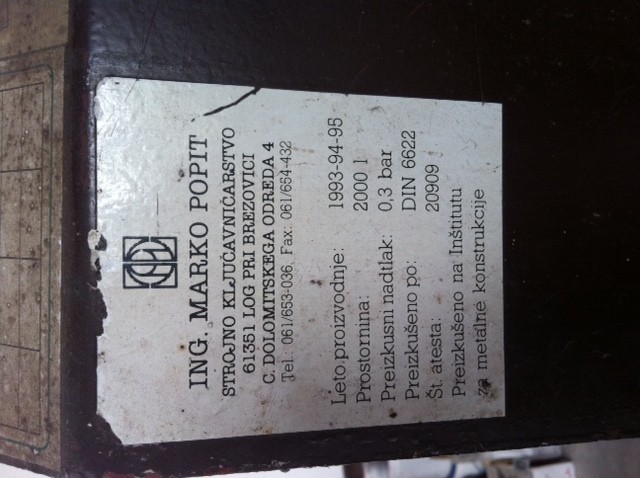 ING. MARKO POPIT
STROJNO KLJUČAVNIČARSTVO
61351 LOG PRI BREZOVICI
C. DOLOMITSKEGA ODREDA 4
Tel.: 061/653-036, Fax: 061/654-432
Leto proizvodnje: 1993-94-95
Prostornina: 2000 l
Preizkusni nadtlak: 0,3 bar
Preizkušeno po: DIN 6622
Št. atesta: 20909
Preizkušeno na Inštitutu
za metalne konstrukcije